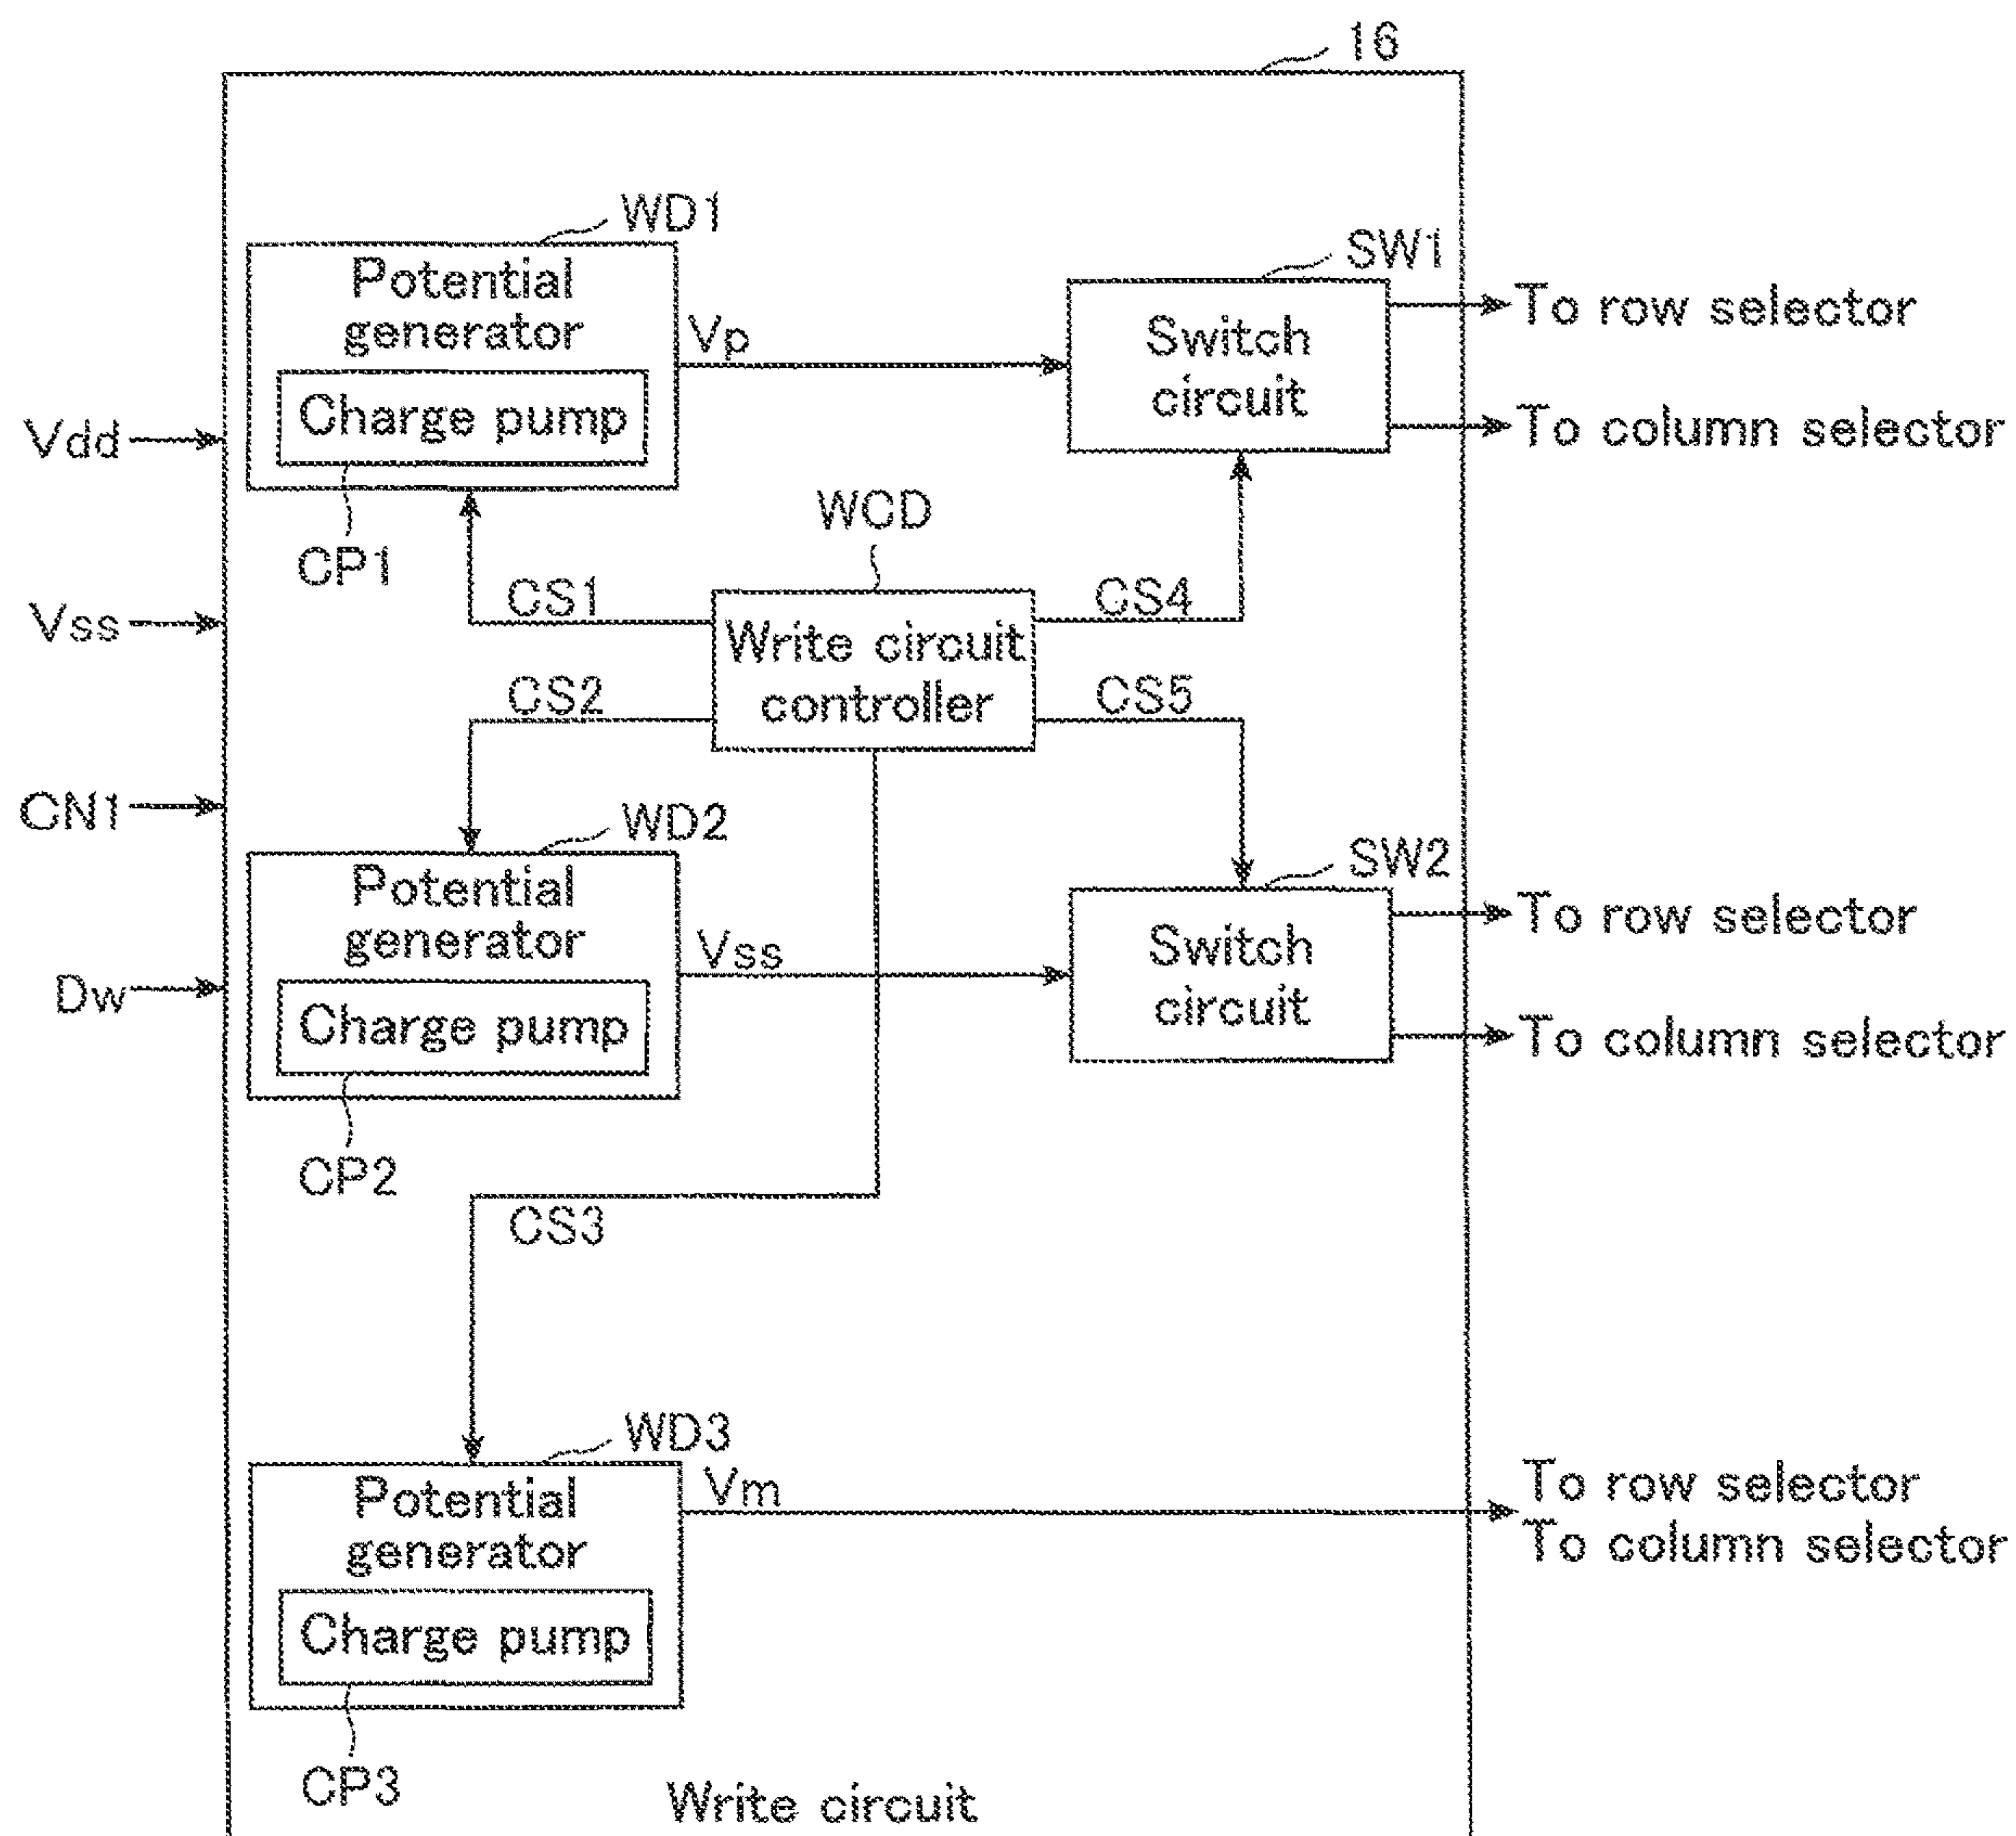 16
WD1
Potential
generator
Charge pump
CP1
Vp
SW1
Switch
circuit
To row selector
To column selector
Vdd
Vss
CN1
Dw
WCD
Write circuit
controller
CS1
CS4
CS2
CS5
WD2
Potential
generator
Charge pump
CP2
Vss
SW2
Switch
circuit
To row selector
To column selector
CS3
WD3
Potential
generator
Charge pump
CP3
Vm
To row selector
To column selector
Write circuit